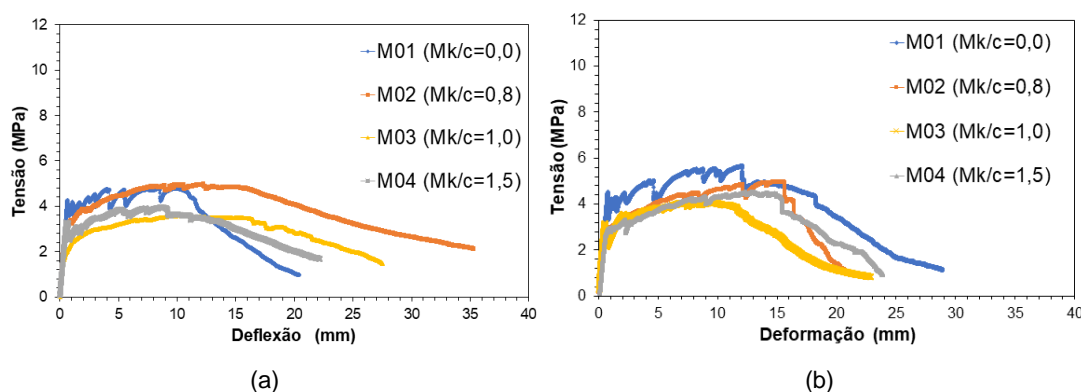 12
10
8
6
4
2
0
Tensão (MPa)
M01 (Mk/c=0,0)
M02 (Mk/c=0,8)
M03 (Mk/c=1,0)
M04 (Mk/c=1,5)
0 5 10 15 20 25 30 35 40
Deflexão (mm)
(a)
12
10
8
6
4
2
0
Tensão (MPa)
M01 (Mk/c=0,0)
M02 (Mk/c=0,8)
M03 (Mk/c=1,0)
M04 (Mk/c=1,5)
0 5 10 15 20 25 30 35 40
Deformação (mm)
(b)